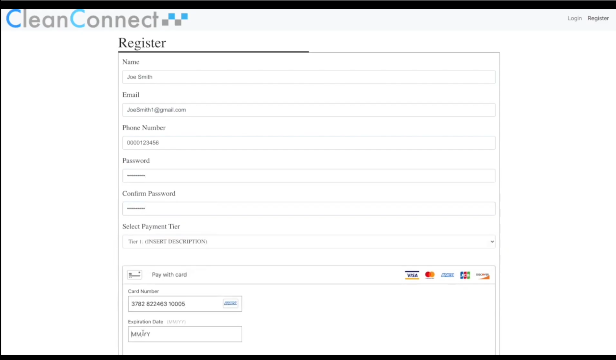 CleanConnect
Login Register
Register
Name
Joe Smith
Email
JoeSmith1@gmail.com
Phone Number
0000123456
Password
Confirm Password
Select Payment Tier
Tier 1. (INSERT DESCRIPTION)
Pay with card
VISA
Card Number
3782 822463 10005
Expiration Date (MM/YY)
MM/YY